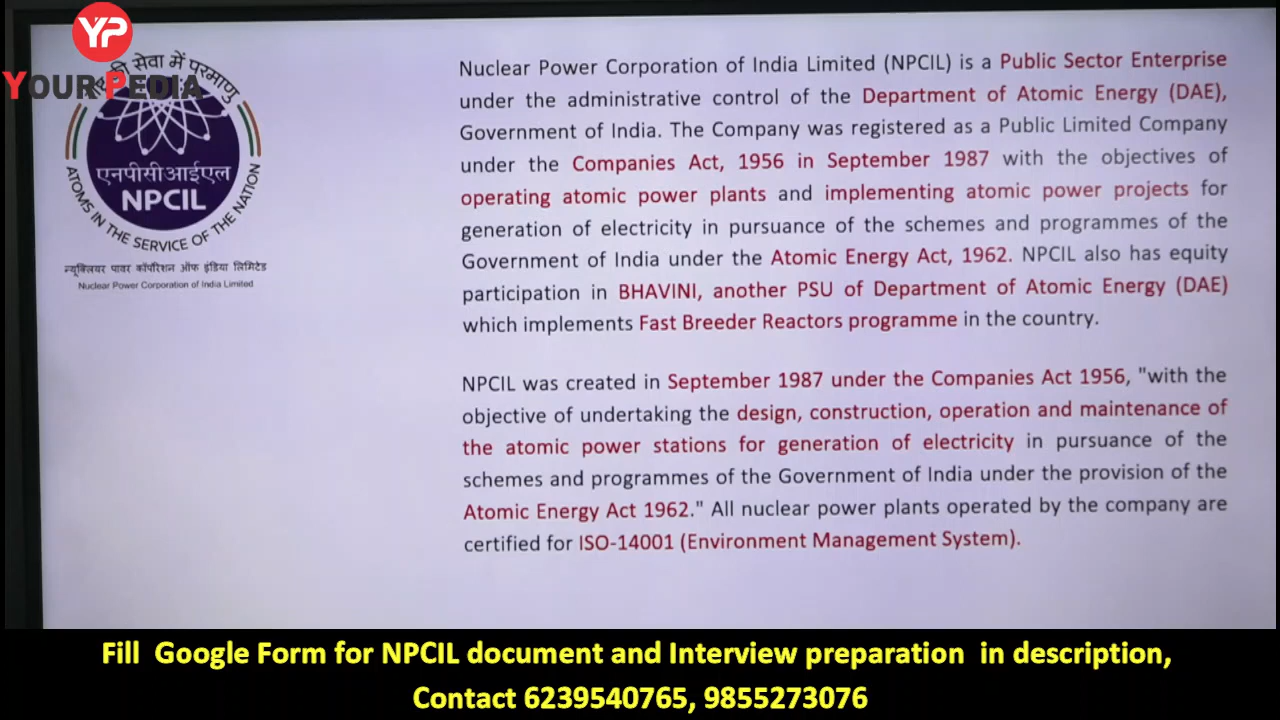 YP
YOUR PEDIA
की सेवा में परमाणु
एनपीसीआईएल
NPCIL
ATOMS IN THE SERVICE OF THE NATION
न्यूक्लियर पावर कॉर्पोरेशन ऑफ इंडिया लिमिटेड
Nuclear Power Corporation of India Limited
Nuclear Power Corporation of India Limited (NPCIL) is a Public Sector Enterprise
under the administrative control of the Department of Atomic Energy (DAE),
Government of India. The Company was registered as a Public Limited Company
under the Companies Act, 1956 in September 1987 with the objectives of
operating atomic power plants and implementing atomic power projects for
generation of electricity in pursuance of the schemes and programmes of the
Government of India under the Atomic Energy Act, 1962. NPCIL also has equity
participation in BHAVINI, another PSU of Department of Atomic Energy (DAE)
which implements Fast Breeder Reactors programme in the country.
NPCIL was created in September 1987 under the Companies Act 1956, "with the
objective of undertaking the design, construction, operation and maintenance of
the atomic power stations for generation of electricity in pursuance of the
schemes and programmes of the Government of India under the provision of the
Atomic Energy Act 1962." All nuclear power plants operated by the company are
certified for ISO-14001 (Environment Management System).
Fill Google Form for NPCIL document and Interview preparation in description,
Contact 6239540765, 9855273076